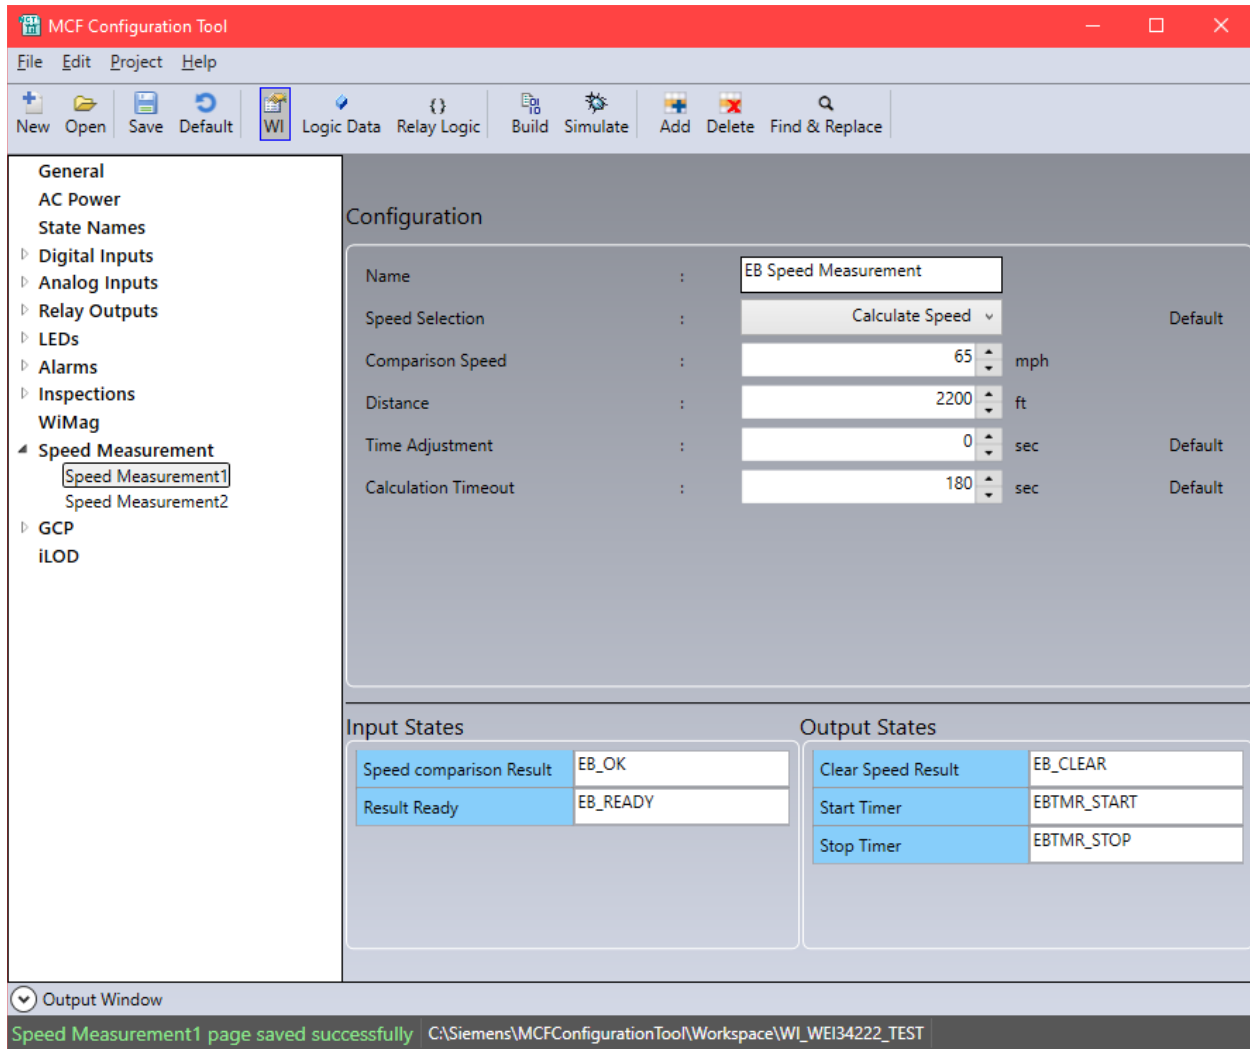 MCF Configuration Tool
File Edit Project Help
New Open Save Default WI Logic Data Relay Logic Build Simulate Add Delete Find & Replace
General
AC Power
State Names
Digital Inputs
Analog Inputs
Relay Outputs
LEDs
Alarms
Inspections
WiMag
Speed Measurement
Speed Measurement1
Speed Measurement2
GCP
iLOD
Configuration
Name : EB Speed Measurement
Speed Selection : Calculate Speed Default
Comparison Speed : 65 mph
Distance : 2200 ft
Time Adjustment : 0 sec Default
Calculation Timeout : 180 sec Default
Input States
Speed comparison Result EB_OK
Result Ready EB_READY
Output States
Clear Speed Result EB_CLEAR
Start Timer EBTMR_START
Stop Timer EBTMR_STOP
Output Window
Speed Measurement1 page saved successfully C:\Siemens\MCFConfigurationTool\Workspace\WI_WEI34222_TEST